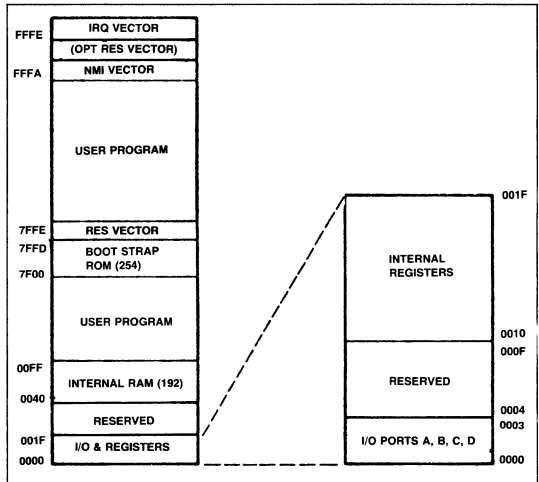 FFFE
IRQ VECTOR
(OPT RES VECTOR)
FFFA
NMI VECTOR
USER PROGRAM
7FFE
RES VECTOR
7FFD
BOOT STRAP
ROM (254)
7F00
USER PROGRAM
00FF
INTERNAL RAM (192)
0040
RESERVED
001F
I/O & REGISTERS
0000
001F
INTERNAL
REGISTERS
0010
000F
RESERVED
0004
0003
I/O PORTS A, B, C, D
0000